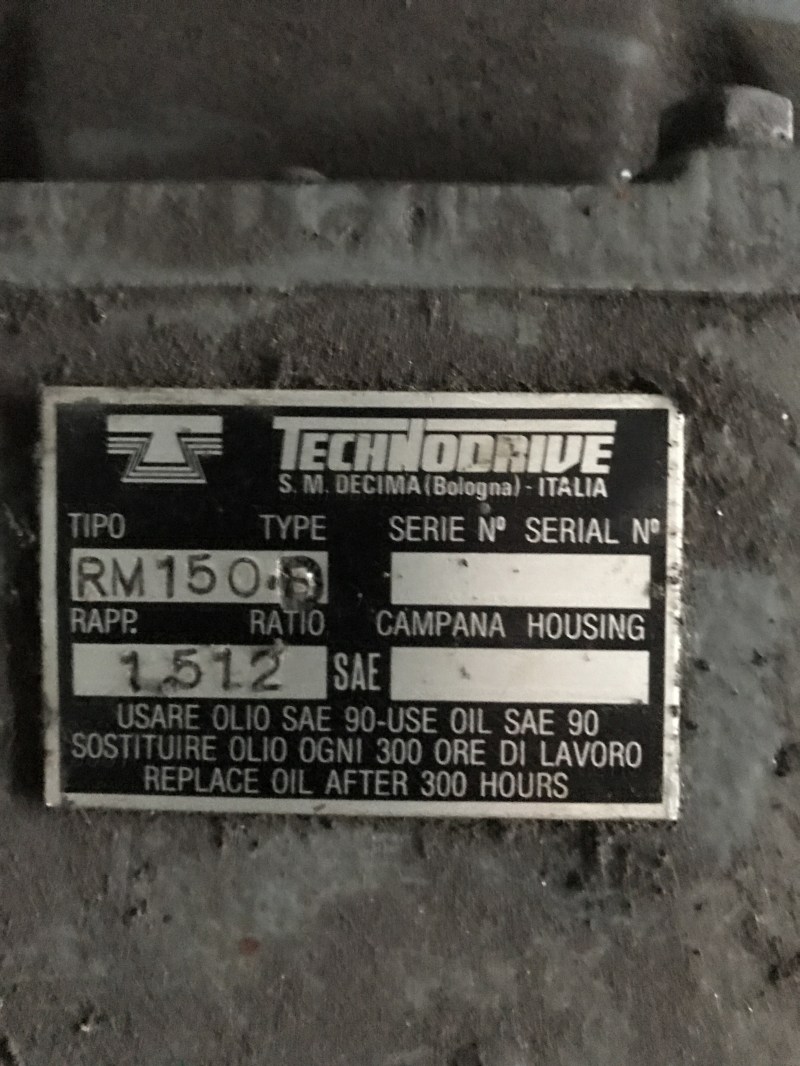 TECHNODRIVE
S. M. DECIMA (Bologna) - ITALIA
TIPO TYPE SERIE Nº SERIAL Nº
RM150
RAPP. RATIO CAMPANA HOUSING
1.512 SAE
USARE OLIO SAE 90-USE OIL SAE 90
SOSTITUIRE OLIO OGNI 300 ORE DI LAVORO
REPLACE OIL AFTER 300 HOURS